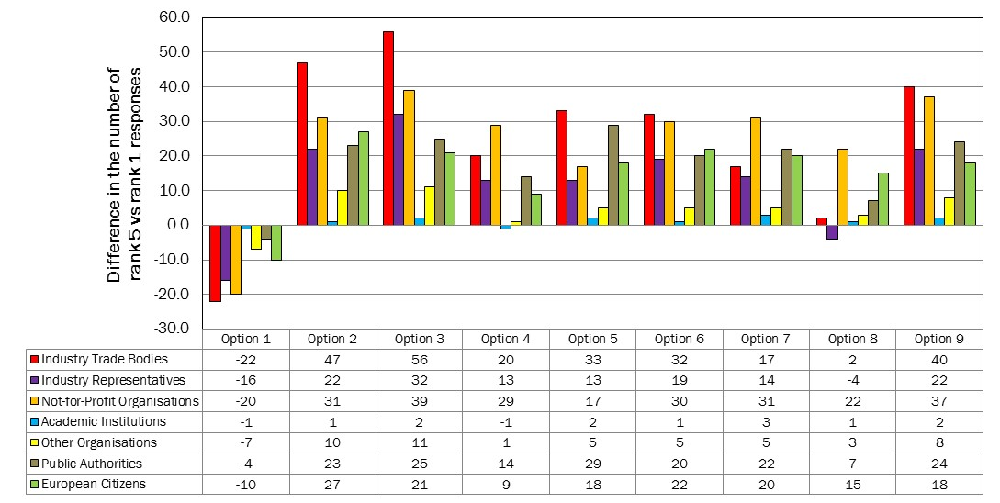 60.0
50.0
40.0
30.0
20.0
10.0
0.0
-10.0
-20.0
-30.0
Difference in the number of
rank 5 vs rank 1 responses
Option 1 Option 2 Option 3 Option 4 Option 5 Option 6 Option 7 Option 8 Option 9
Industry Trade Bodies -22 47 56 20 33 32 17 2 40
Industry Representatives -16 22 32 13 13 19 14 -4 22
Not-for-Profit Organisations -20 31 39 29 17 30 31 22 37
Academic Institutions -1 1 2 -1 2 1 3 1 2
Other Organisations -7 10 11 1 5 5 5 3 8
Public Authorities -4 23 25 14 29 20 22 7 24
European Citizens -10 27 21 9 18 22 20 15 18